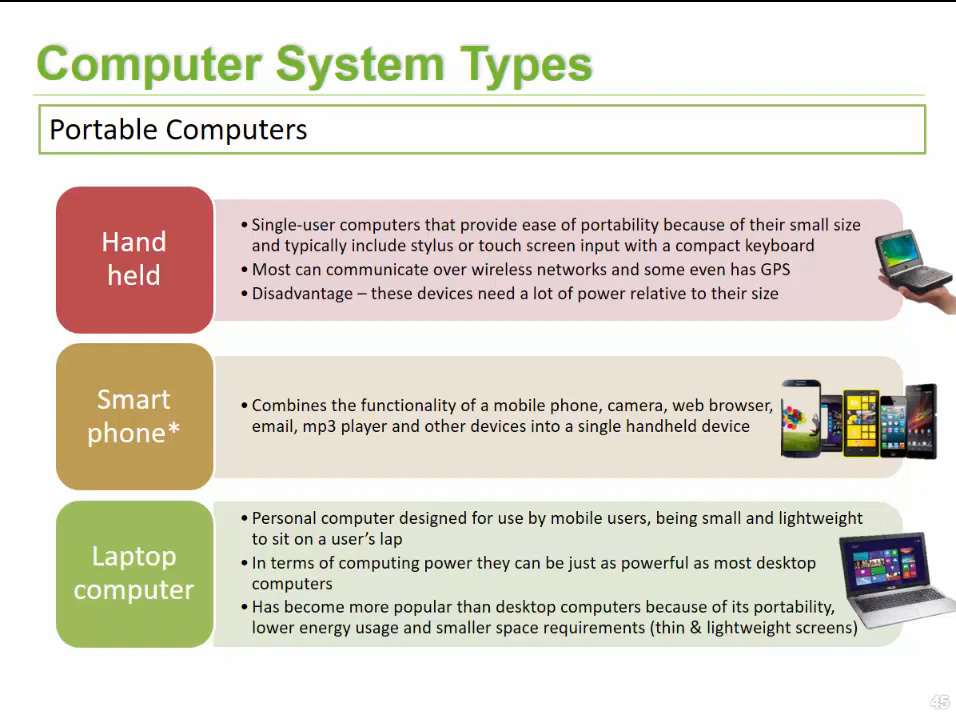 Computer System Types
Portable Computers
Hand
held
• Single-user computers that provide ease of portability because of their small size
and typically include stylus or touch screen input with a compact keyboard
• Most can communicate over wireless networks and some even has GPS
• Disadvantage – these devices need a lot of power relative to their size
Smart
phone*
• Combines the functionality of a mobile phone, camera, web browser,
email, mp3 player and other devices into a single handheld device
Laptop
computer
• Personal computer designed for use by mobile users, being small and lightweight
to sit on a user's lap
• In terms of computing power they can be just as powerful as most desktop
computers
• Has become more popular than desktop computers because of its portability,
lower energy usage and smaller space requirements (thin & lightweight screens)
45